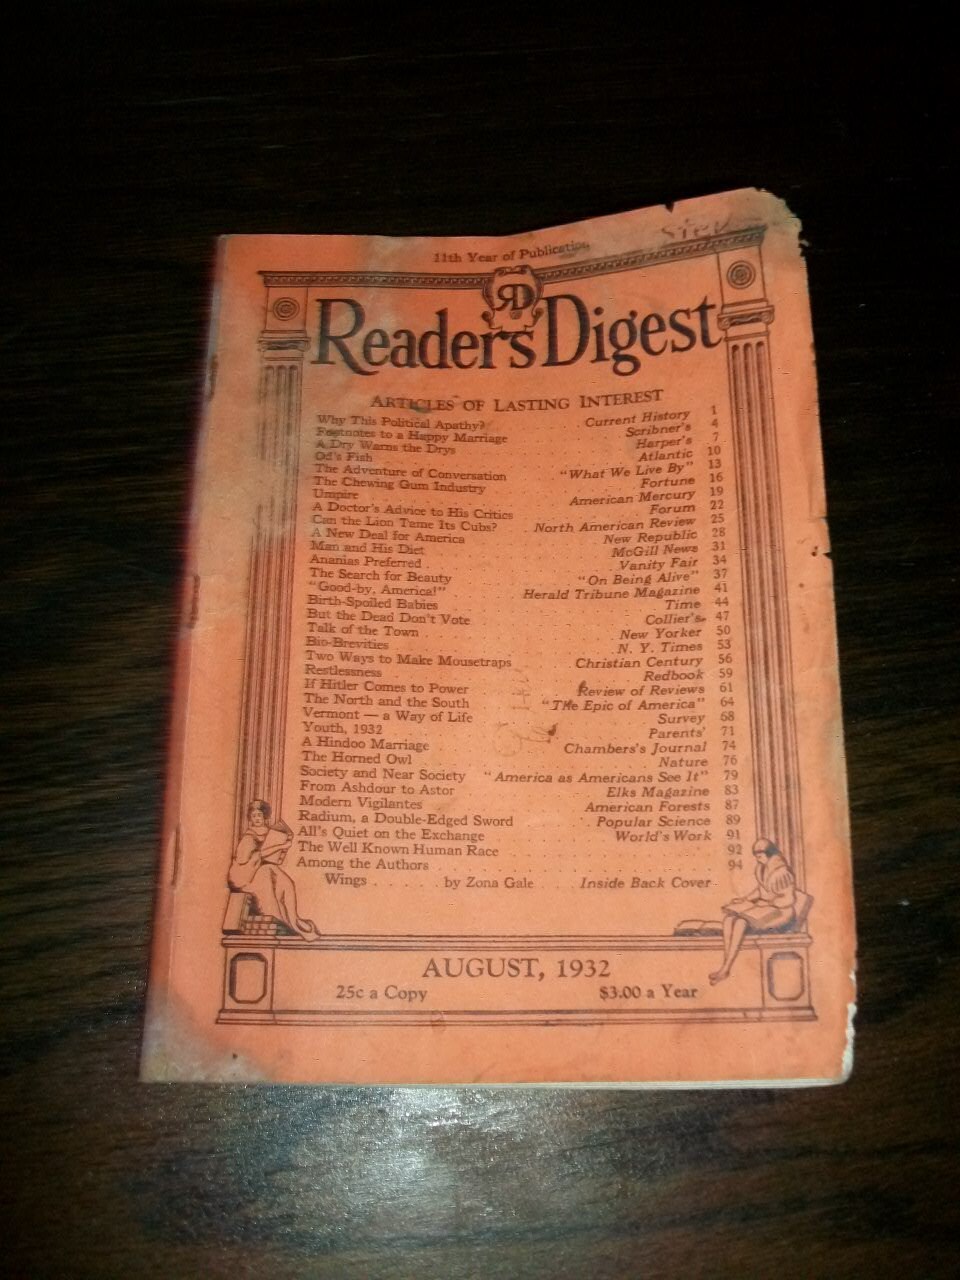 11th Year of Publication
RD
Reader's Digest
ARTICLES OF LASTING INTEREST
Why This Political Apathy? Current History 1
Footnotes to a Happy Marriage Scribner's 4
A Dry Warns the Drys Harper's 7
Od's Fish Atlantic 10
The Adventure of Conversation "What We Live By" 13
The Chewing Gum Industry Fortune 16
Umpire American Mercury 19
A Doctor's Advice to His Critics Forum 22
Can the Lion Tame Its Cubs? North American Review 25
A New Deal for America New Republic 28
Man and His Diet McGill News 31
Ananias Preferred Vanity Fair 34
The Search for Beauty "On Being Alive" 37
"Good-by, America!" Herald Tribune Magazine 41
Birth-Spoiled Babies Time 44
But the Dead Don't Vote Collier's 47
Talk of the Town New Yorker 50
Bio-Brevities N. Y. Times 53
Two Ways to Make Mousetraps Christian Century 56
Restlessness Redbook 59
If Hitler Comes to Power Review of Reviews 61
The North and the South "The Epic of America" 64
Vermont — a Way of Life Survey 68
Youth, 1932 Parents' 71
A Hindoo Marriage Chambers's Journal 74
The Horned Owl Nature 76
Society and Near Society "America as Americans See It" 79
From Ashdour to Astor Elks Magazine 83
Modern Vigilantes American Forests 87
Radium, a Double-Edged Sword Popular Science 89
All's Quiet on the Exchange World's Work 91
The Well Known Human Race 92
Among the Authors 94
Wings by Zona Gale Inside Back Cover
AUGUST, 1932
25c a Copy $3.00 a Year